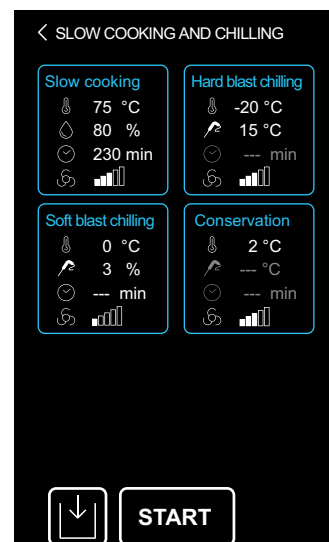 SLOW COOKING AND CHILLING
Slow cooking
75 °C
80 %
230 min
Hard blast chilling
-20 °C
15 °C
--- min
Soft blast chilling
0 °C
3 %
--- min
Conservation
2 °C
--- °C
--- min
START